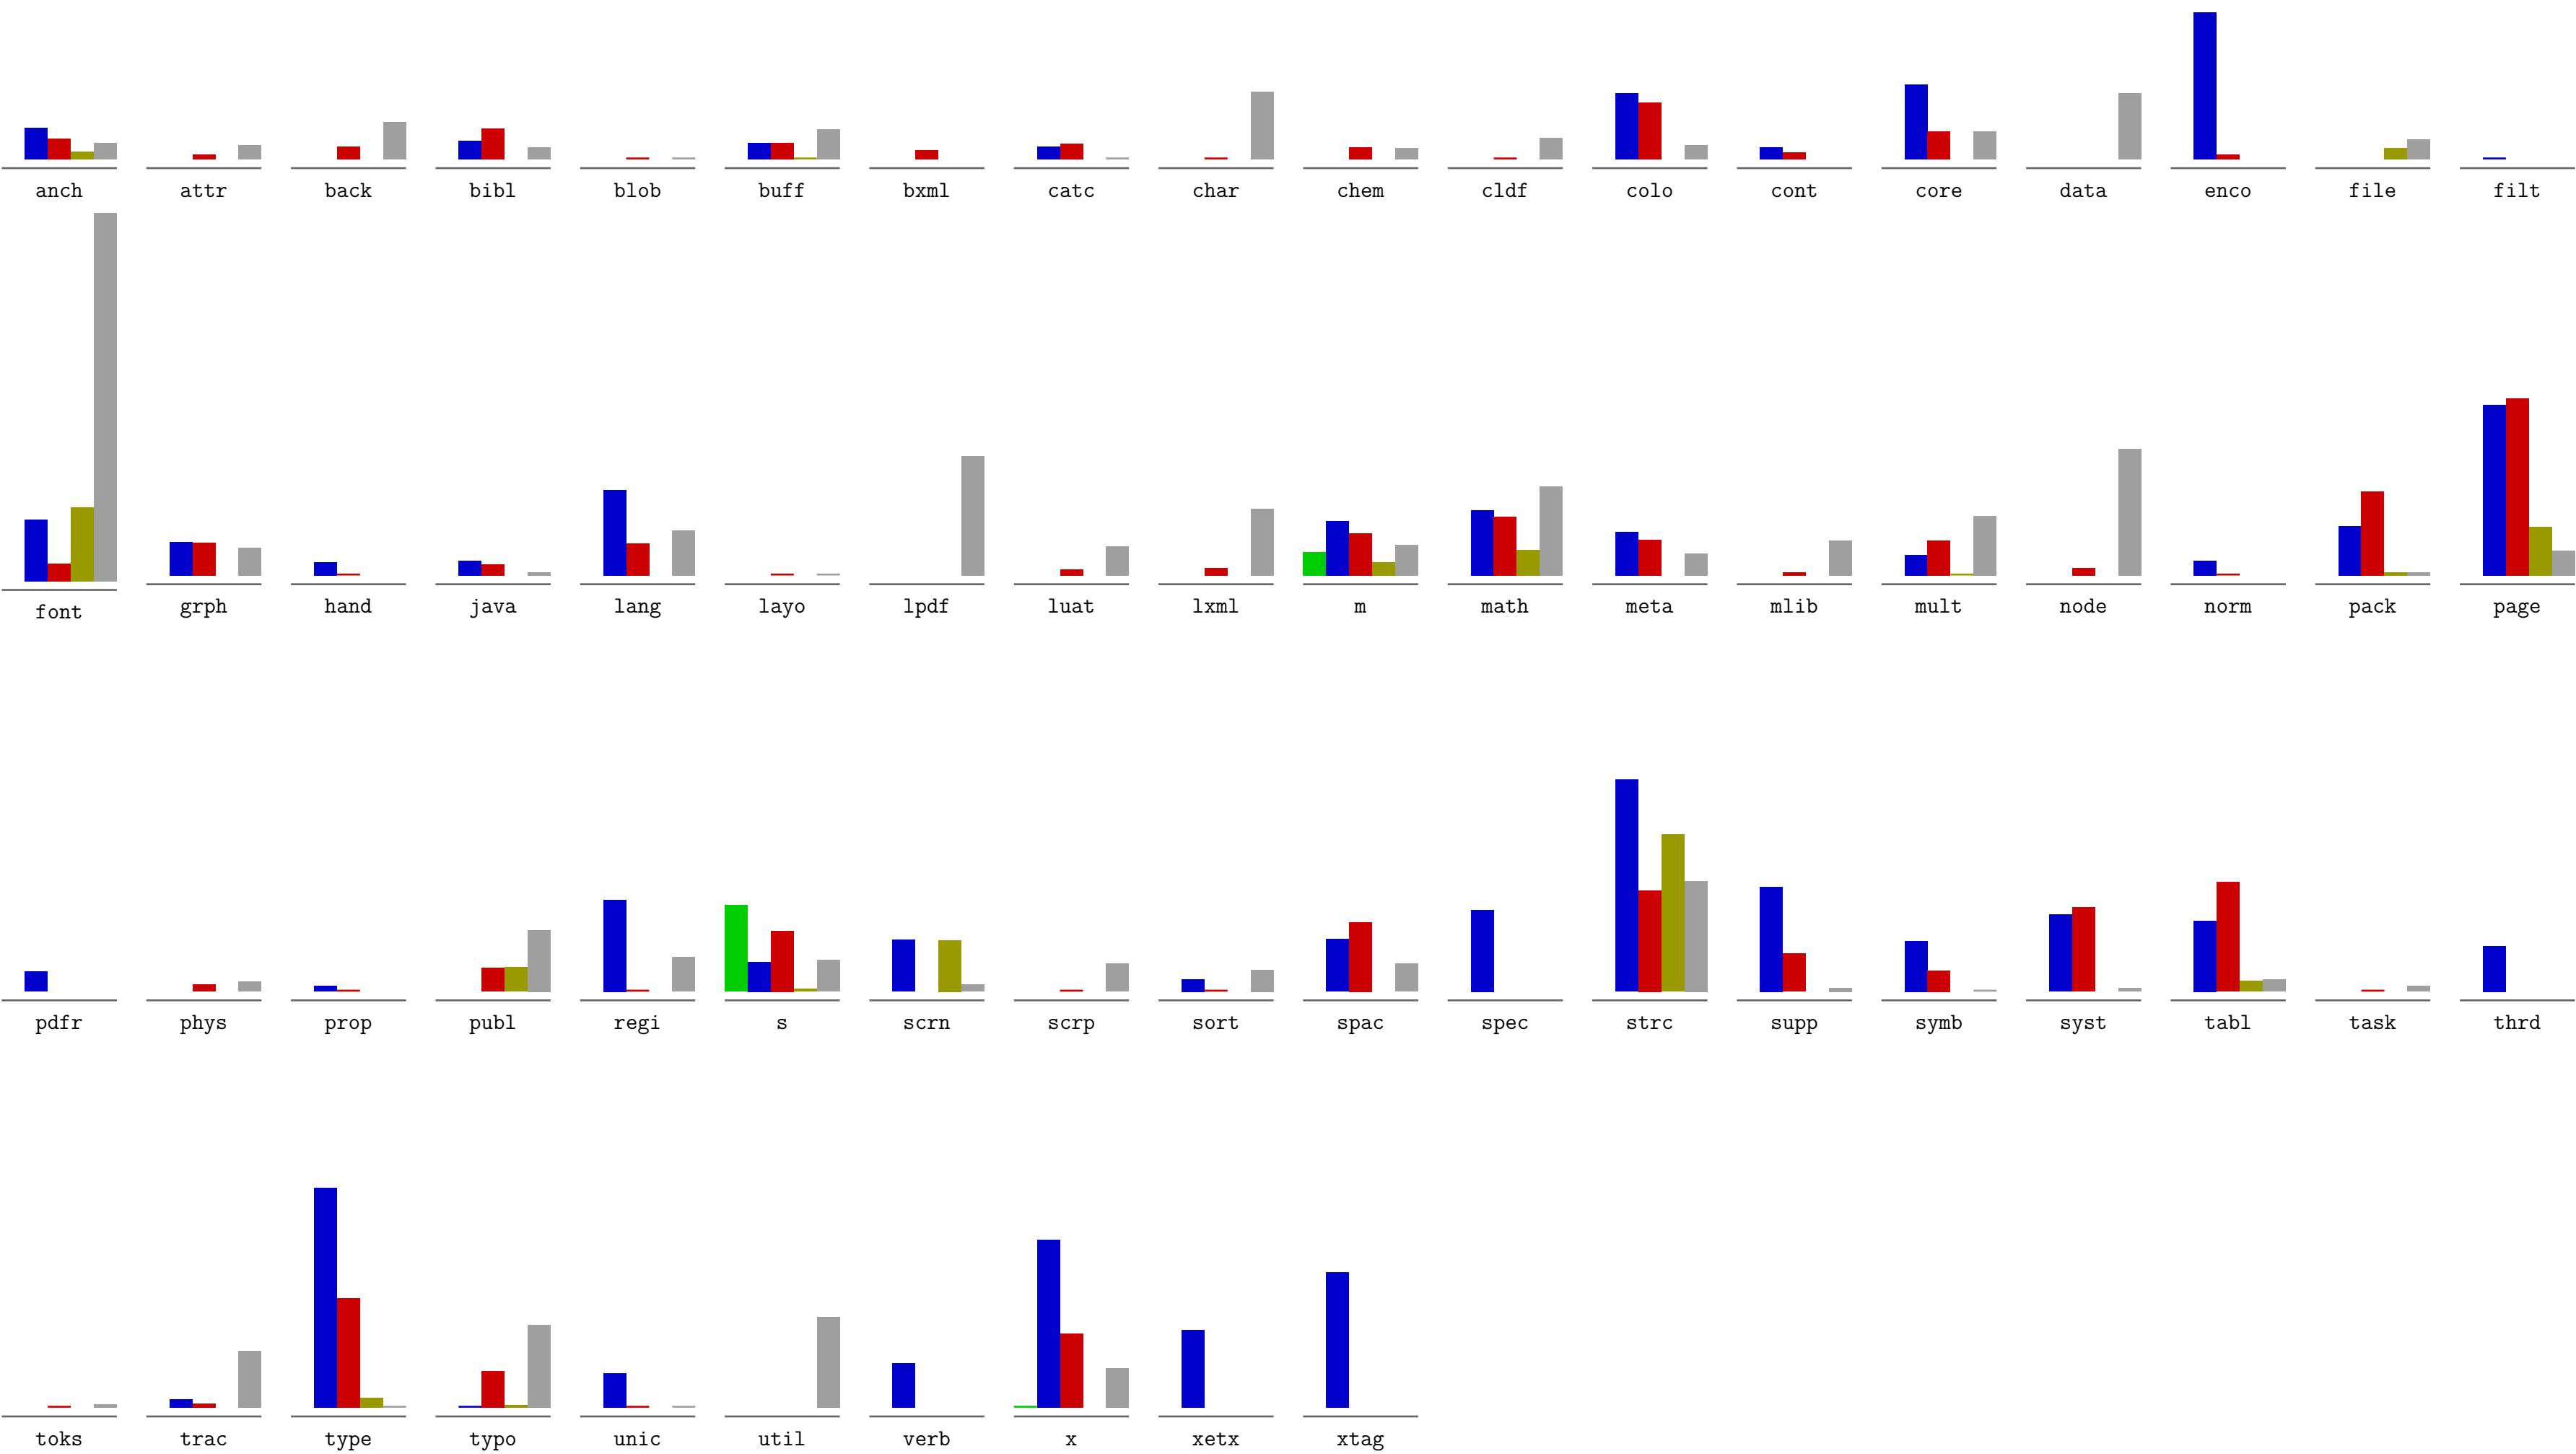 anch attr back bibl blob buff bxml catc char chem cldf colo cont core data enco file filt
font grph hand java lang layo lpdf luat lxml m math meta mlib mult node norm pack page
pdfr phys prop publ regi s scrn scrp sort spac spec strc supp symb syst tabl task thrd
toks trac type typo unic util verb x xetx xtag